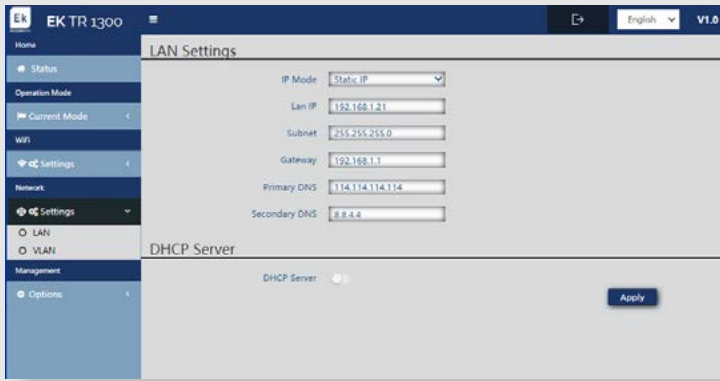 Ek
EK TR 1300
English
V1.0
Home
Status
Operation Mode
Current Mode
WiFi
Settings
Network
Settings
LAN
VLAN
Management
Options
LAN Settings
IP Mode Static IP
Lan IP 192.168.1.21
Subnet 255.255.255.0
Gateway 192.168.1.1
Primary DNS 114.114.114.114
Secondary DNS 8.8.4.4
DHCP Server
DHCP Server
Apply